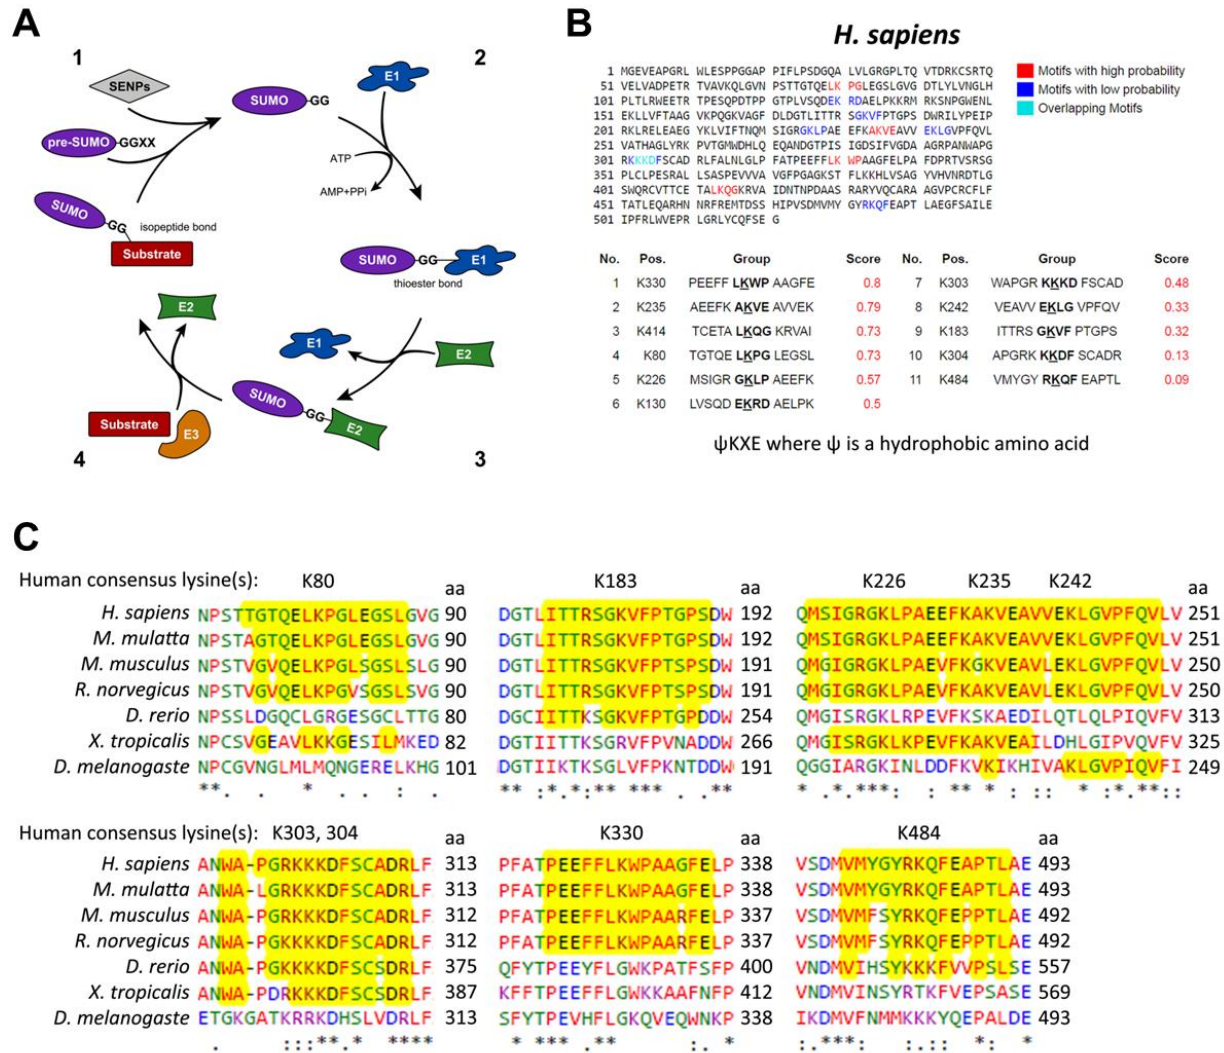 A
1
2
SENPs
SUMO
GG
E1
pre-SUMO
GGXX
ATP
AMP+PPi
SUMO
GG
isopeptide bond
Substrate
SUMO
GG
E1
thioester bond
E2
E1
E2
SUMO
GG
E2
Substrate
E3
4
3
B
H. sapiens
1 MGEVEAPGRL WLESPPGGAP PIFLPSDGQA LVLGRGPLTQ VTDRKCSRTQ
51 VELVADPETR TVAVKQLGVN PSTTGTQELK PGLEGSLGVG DTLYLVNGLH
101 PLTLRWEETR TPESQPDTPP GTPLVSQDEK RDAELPKKRM RKSNPGWENL
151 EKLLVFTAAG VKPQGKVAGF DLDGTLITTR SGKVFPTGPS DWRILYPEIP
201 RKLRELEAEG YKLVIFTNQM SIGRGKLPAE EFKAKVEAVV EKLGVPFQVL
251 VATHAGLYRK PVTGMWDHLQ EQANDGTPIS IGDSIFVGDA AGRPANWAPG
301 RKKKDFSCAD RLFALNLGLP FATPEEFFLK WPAAGFELPA FDPRTVSRSG
351 PLCLPESRAL LSASPEVVVA VGFPGAGKST FLKKHLVSAG YVHVNRDTLG
401 SWQRCVTTCE TALKQGKRVA IDNTNPDAAS RARYVQCARA AGVPCRCFLF
451 TATLEQARHN NRFREMTDSS HIPVSDMVMY GYRKQFEAPT LAEGFSAILE
501 IPFRLWVEPR LGRLYCQFSE G
Motifs with high probability
Motifs with low probability
Overlapping Motifs
No. Pos. Group Score No. Pos. Group Score
1 K330 PEEFF LKWP AAGFE 0.8 7 K303 WAPGR KKKD FSCAD 0.48
2 K235 AEEFK AKVE AVVEK 0.79 8 K242 VEAVV EKLG VPFQV 0.33
3 K414 TCETA LKQG KRVAI 0.73 9 K183 ITTRS GKVF PTGPS 0.32
4 K80 TGTQE LKPG LEGSL 0.73 10 K304 APGRK KKDF SCADR 0.13
5 K226 MSIGR GKLP AEEFK 0.57 11 K484 VMYGY RKQF EAPTL 0.09
6 K130 LVSQD EKRD AELPK 0.5
ψKXE where ψ is a hydrophobic amino acid
C
Human consensus lysine(s): K80 aa K183 aa K226 K235 K242 aa
H. sapiens NPSTTGTQELKPGLEGSLGVG 90 DGTLITTRSGKVFPTGPSDW 192 QMSIGRGKLPAEEFKAKVEAVVEKLGVPFQVLV 251
M. mulatta NPSTAGTQELKPGLEGSLGVG 90 DGTLITTRSGKVFPTGPSDW 192 QMSIGRGKLPAEEFKAKVEAVVEKLGVPFQVLV 251
M. musculus NPSTVGVQELKPGLSGSLSLG 90 DGTLITTRSGKVFPTSPSDW 191 QMGISRGKLPAEVFKGKVEAVLEKLGVPFQVLV 250
R. norvegicus NPSTVGVQELKPGVSGSLSVG 90 DGTLITTRSGKVFPTSPSDW 191 QMGIGRGKLPAEVFKAKVEAVLEKLGVPFQVLV 250
D. rerio NPSSLDGQCLGRGESGCLTTG 80 DGCIITTKSGKVFPTGPDDW 254 QMGISRGKLRPEVFKSKAEDILQTLQLPIQVFV 313
X. tropicalis NPCSVGEAVLKKGESILMKED 82 DGTIITTKSGRVFPVNADDW 266 QMGISRGKLKPEVFKAKVEAILDHLGIPVQVFV 325
D. melanogaste NPCGVNGLMLMQNGERELKHG 101 DGTIIKTKSGLVFPKNTDDW 191 QGGIARGKINLDDFKVKIKHIVAKLGVPIQVFV 249
**. . * . . : . ** :*.*:** *** . .** * .*.***: : ** *. : :: * :*.**::
Human consensus lysine(s): K303, 304 aa K330 aa K484 aa
H. sapiens ANWA-PGRKKKDFSCADRLF 313 PFATPEEFFLKWPAAGFELP 338 VSDMVMYGYRKQFEAPTLAE 493
M. mulatta ANWA-LGRKKKDFSCADRLF 313 PFATPEEFFLKWPAAGFELP 338 VSDMVMYGYRKQFEAPTLAE 493
M. musculus ANWA-PGRKKKDFSCADRLF 312 PFATPEEFFLKWPAARFELP 337 VSDMVMFSYRKQFEPPTLAE 492
R. norvegicus ANWA-PGKKKKDFSCADRLF 312 PFATPEEFFLKWPAARFELP 337 VSDMVMFSYRKQFEPPTLAE 492
D. rerio ANWA-PGKKKKDFSCSDRLF 375 QFYTPEEYFLGWKPATFSFP 400 VNDMVIHSYKKKFVVPSLSE 557
X. tropicalis ANWA-PDRKKKDFSCSDRLF 387 KFFTPEEFFLGWKKAAFNFP 412 VNDMVINSYRTKFVEPSASE 569
D. melanogaste ETGKGATKRRKDHSLVDRLF 313 SFYTPEVHFLGKQVEQWNKP 338 IKDMVFNMMKKKYQEPALDE 493
. :::**.* **** * *** .** :. * :.***: :.:: *: *